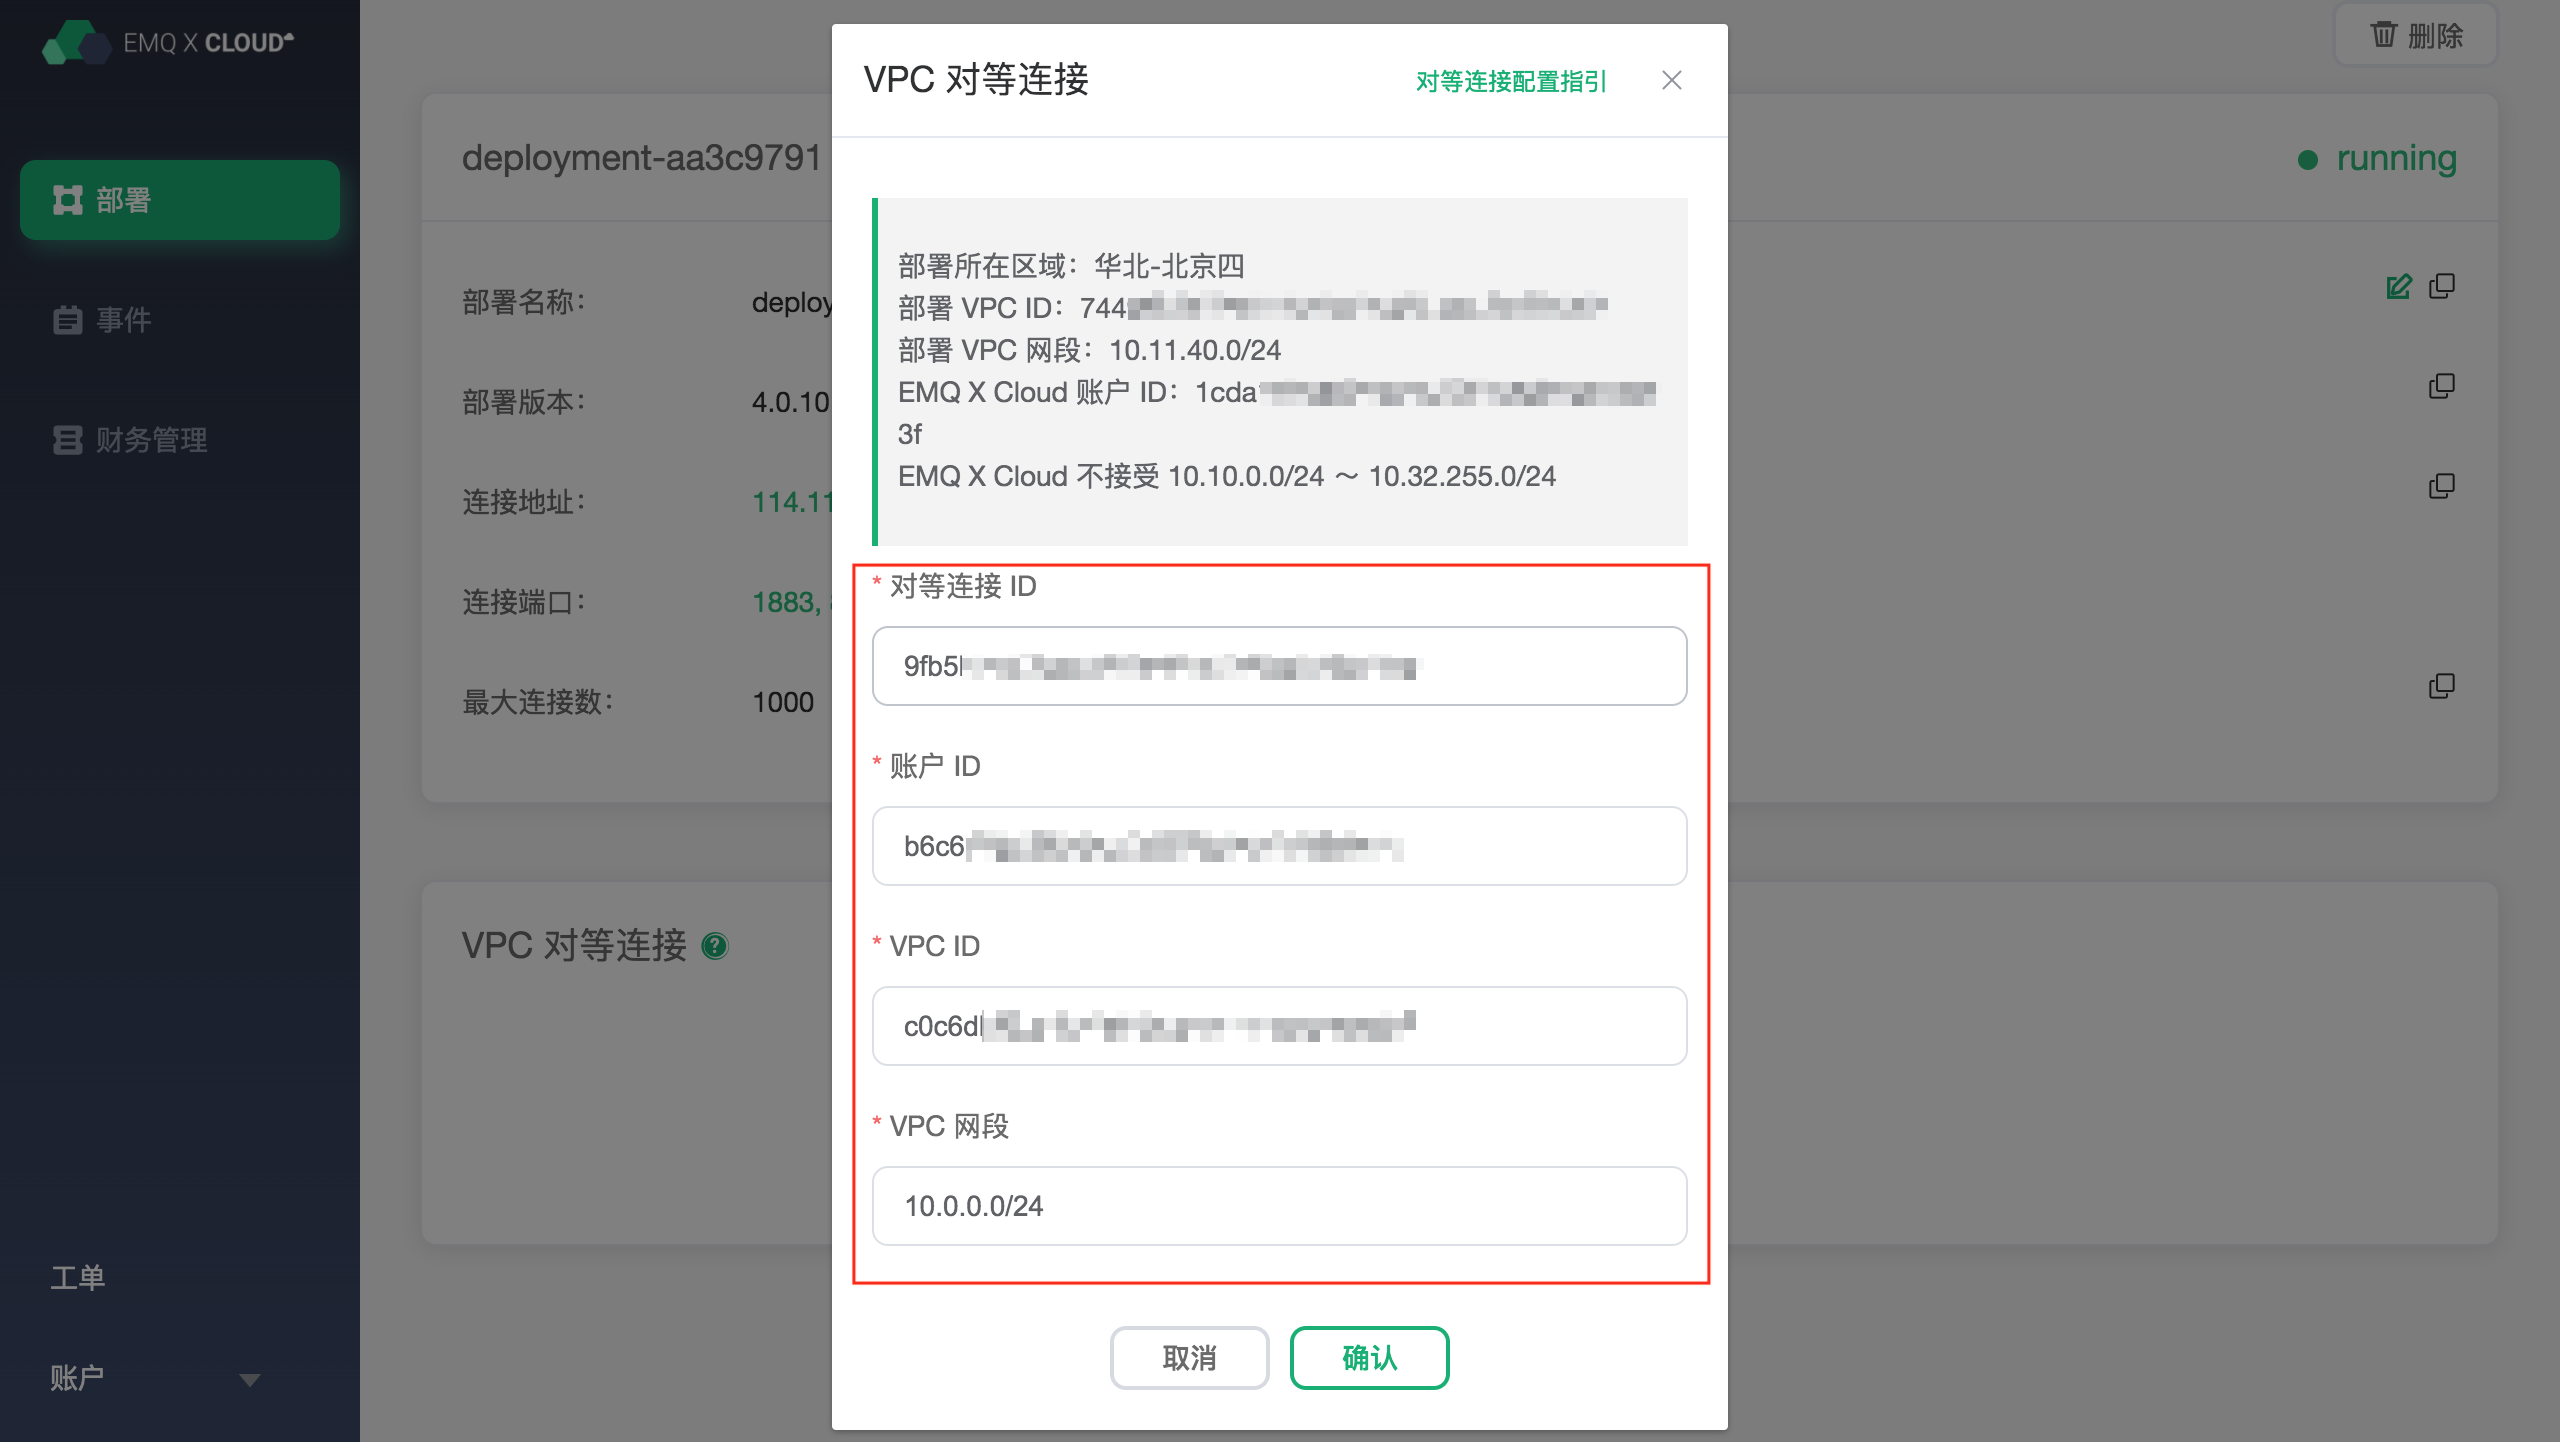 EMQ X CLOUD
部署
事件
财务管理
工单
账户
删除
deployment-aa3c9791
running
部署名称：
deploy
部署版本：
4.0.10
连接地址：
114.11
连接端口：
1883,
最大连接数：
1000
VPC 对等连接
?
VPC 对等连接
对等连接配置指引
部署所在区域：华北-北京四
部署 VPC ID：744
部署 VPC 网段：10.11.40.0/24
EMQ X Cloud 账户 ID：1cda
3f
EMQ X Cloud 不接受 10.10.0.0/24 ～ 10.32.255.0/24
* 对等连接 ID
9fb5
* 账户 ID
b6c6
* VPC ID
c0c6d
* VPC 网段
10.0.0.0/24
取消
确认